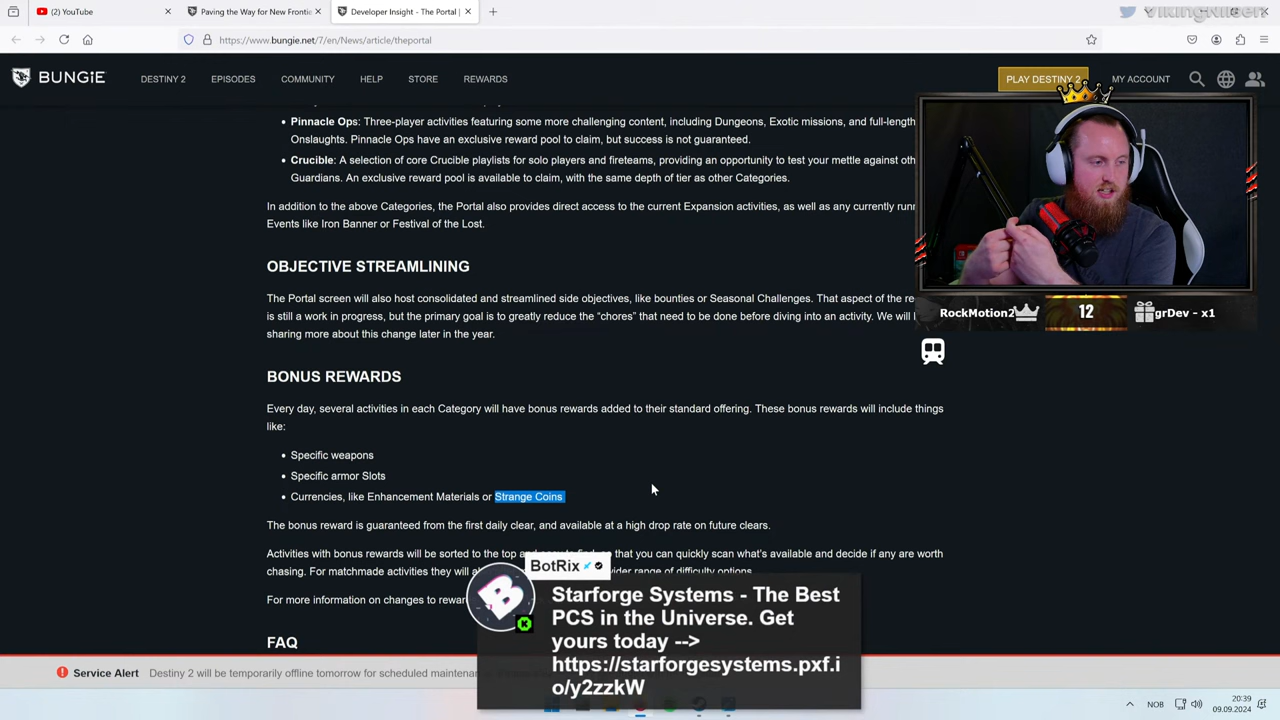 (2) YouTube
Paving the Way for New Frontie
Developer Insight - The Portal |
VikingNilsen
https://www.bungie.net/7/en/News/article/theportal
BUNGiE
DESTINY 2
EPISODES
COMMUNITY
HELP
STORE
REWARDS
PLAY DESTINY 2
MY ACCOUNT
Pinnacle Ops: Three player activities featuring some more challenging content, including Dungeons, Exotic missions, and full-length
Onslaughts. Pinnacle Ops have an exclusive reward pool to claim, but success is not guaranteed.
Crucible: A selection of core Crucible playlists for solo players and fireteams, providing an opportunity to test your mettle against oth
Guardians. An exclusive reward pool is available to claim, with the same depth of tier as other Categories.
In addition to the above Categories, the Portal also provides direct access to the current Expansion activities, as well as any currently runn
Events like Iron Banner or Festival of the Lost.
OBJECTIVE STREAMLINING
The Portal screen will also host consolidated and streamlined side objectives, like bounties or Seasonal Challenges. That aspect of the re
is still a work in progress, but the primary goal is to greatly reduce the “chores” that need to be done before diving into an activity. We will
sharing more about this change later in the year.
RockMotion2
12
grDev - x1
BONUS REWARDS
Every day, several activities in each Category will have bonus rewards added to their standard offering. These bonus rewards will include things
like:
Specific weapons
Specific armor Slots
Currencies, like Enhancement Materials or Strange Coins
The bonus reward is guaranteed from the first daily clear, and available at a high drop rate on future clears.
Activities with bonus rewards will be sorted to the top and easy to find, so that you can quickly scan what's available and decide if any are worth
chasing. For matchmade activities they will a wider range of difficulty options.
For more information on changes to rewar
FAQ
BotRix
Starforge Systems - The Best
PCS in the Universe. Get
yours today -->
https://starforgesystems.pxf.i
o/y2zzkW
Service Alert
Destiny 2 will be temporarily offline tomorrow for scheduled maintenan
NOB
20:39
09.09.2024